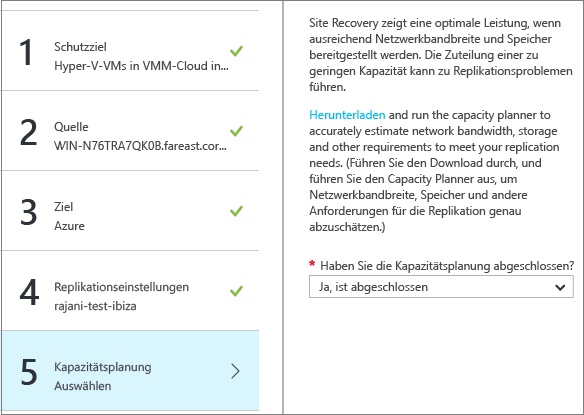 1
Schutzziel
Hyper-V-VMs in VMM-Cloud in...
2
Quelle
WIN-N76TRA7QK0B.fareast.cor...
3
Ziel
Azure
4
Replikationseinstellungen
rajani-test-ibiza
5
Kapazitätsplanung
Auswählen
Site Recovery zeigt eine optimale Leistung, wenn
ausreichend Netzwerkbandbreite und Speicher
bereitgestellt werden. Die Zuteilung einer zu
geringen Kapazität kann zu Replikationsproblemen
führen.
Herunterladen and run the capacity planner to
accurately estimate network bandwidth, storage
and other requirements to meet your replication
needs. (Führen Sie den Download durch, und
führen Sie den Capacity Planner aus, um
Netzwerkbandbreite, Speicher und andere
Anforderungen für die Replikation genau
abzuschätzen.)
* Haben Sie die Kapazitätsplanung abgeschlossen?
Ja, ist abgeschlossen